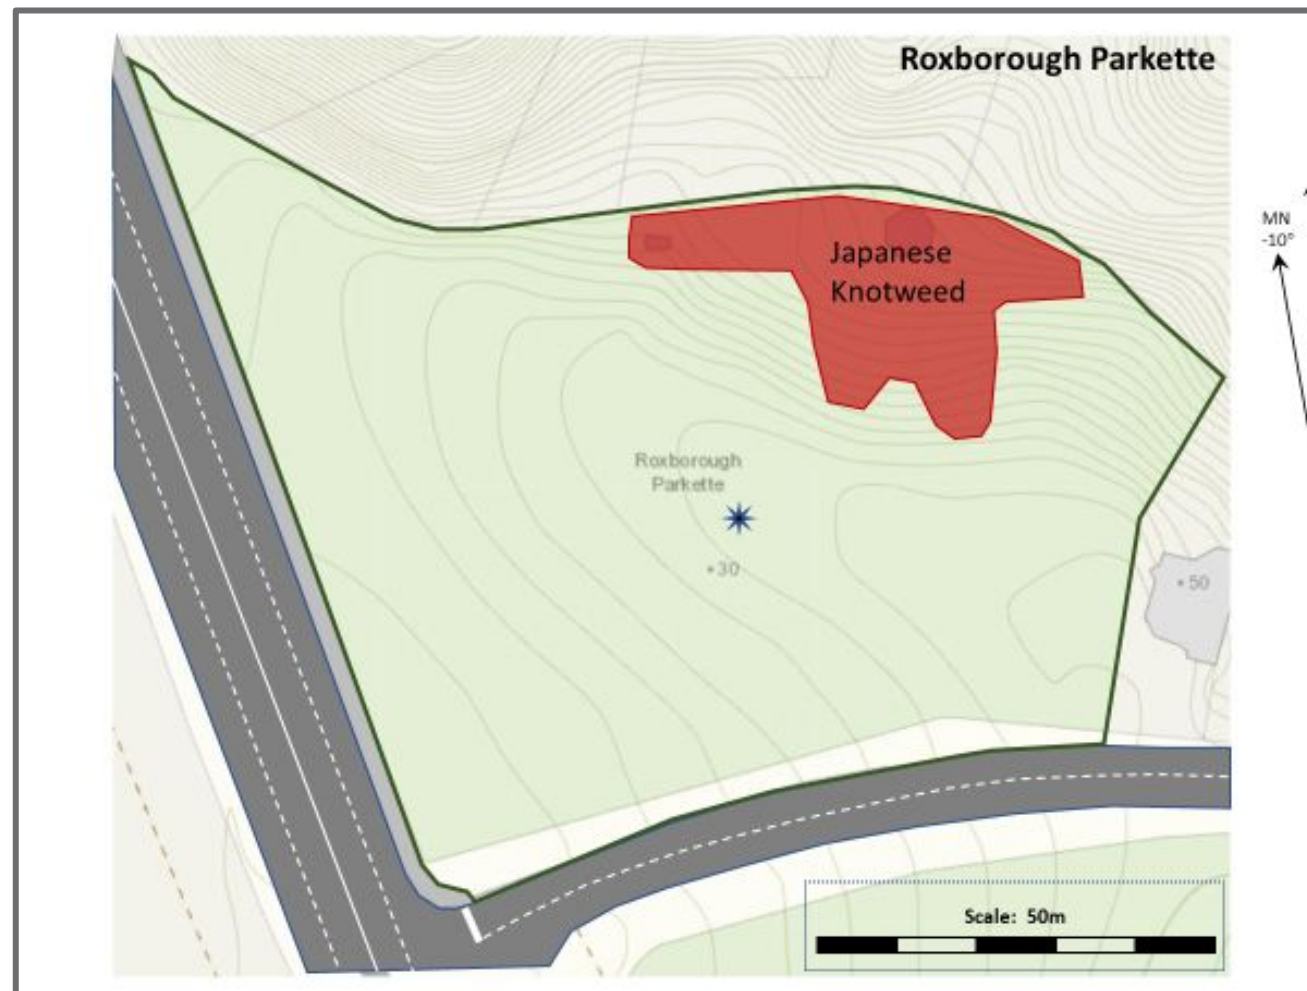 Roxborough Parkette
MN
-10°
Japanese
Knotweed
Roxborough
Parkette
•30
•50
Scale: 50m